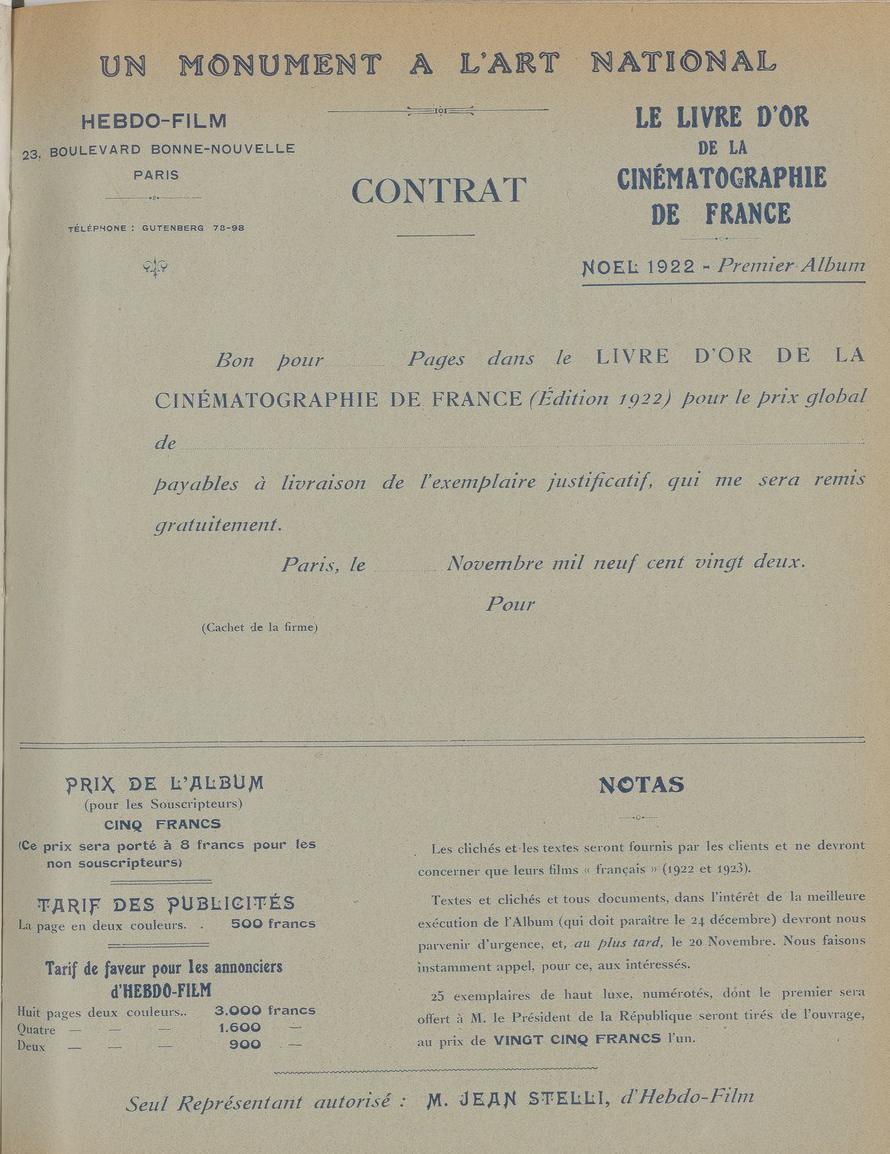 UN MONUMENT A L'ART NATIONAL
HEBDO-FILM
23, BOULEVARD BONNE-NOUVELLE
PARIS
TÉLÉPHONE : GUTENBERG 78-98
CONTRAT
LE LIVRE D'OR
DE LA
CINÉMATOGRAPHIE
DE FRANCE
NOEL 1922 - Premier Album
Bon pour Pages dans le LIVRE D'OR DE LA
CINÉMATOGRAPHIE DE FRANCE (Édition 1922) pour le prix global
de
payables à livraison de l'exemplaire justificatif, qui me sera remis
gratuitement.
Paris, le Novembre mil neuf cent vingt deux.
Pour
(Cachet de la firme)
PRIX DE L'ALBUM
(pour les Souscripteurs)
CINQ FRANCS
(Ce prix sera porté à 8 francs pour les
non souscripteurs)
TARIF DES PUBLICITÉS
La page en deux couleurs. . 500 francs
Tarif de faveur pour les annonciers
d'HEBDO-FILM
Huit pages deux couleurs.. 3.000 francs
Quatre — — — 1.600 —
Deux — — — 900 —
NOTAS
Les clichés et les textes seront fournis par les clients et ne devront
concerner que leurs films « français » (1922 et 1923).
Textes et clichés et tous documents, dans l'intérêt de la meilleure
exécution de l'Album (qui doit paraître le 24 décembre) devront nous
parvenir d'urgence, et, au plus tard, le 20 Novembre. Nous faisons
instamment appel, pour ce, aux intéressés.
25 exemplaires de haut luxe, numérotés, dont le premier sera
offert à M. le Président de la République seront tirés de l'ouvrage,
au prix de VINGT CINQ FRANCS l'un.
Seul Représentant autorisé : M. JEAN STELLI, d'Hebdo-Film